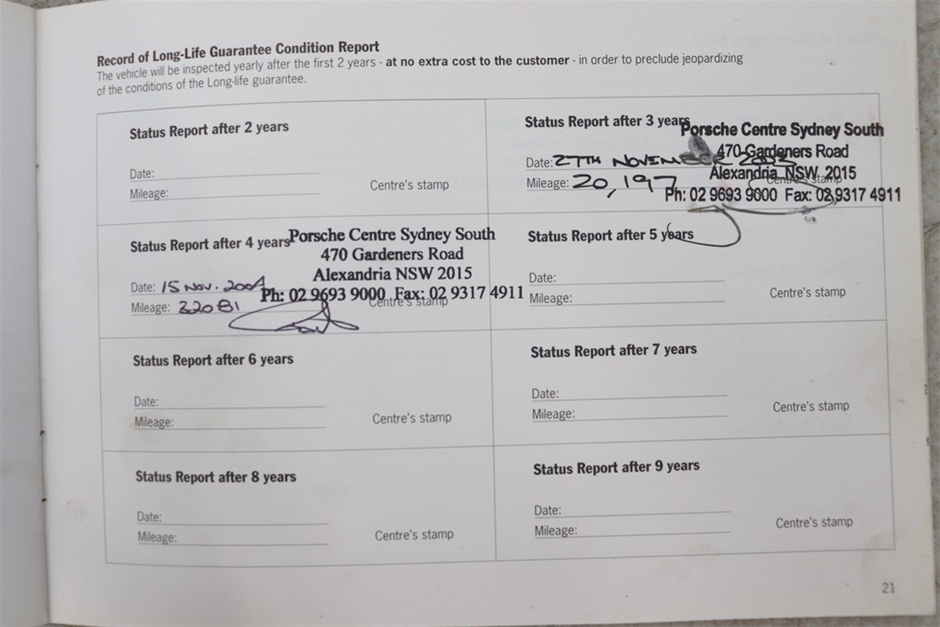 Record of Long-Life Guarantee Condition Report
The vehicle will be inspected yearly after the first 2 years - at no extra cost to the customer - in order to preclude jeopardizing
of the conditions of the Long-life guarantee.
Status Report after 2 years
Date:
Mileage:
Centre's stamp
Status Report after 3 years
Porsche Centre Sydney South
470 Gardeners Road
Alexandria NSW 2015
Ph: 02 9693 9000 Fax: 02 9317 4911
Date: 27TH NOVEMBER 2003
Mileage: 20,197
Centre's stamp
Status Report after 4 years
Porsche Centre Sydney South
470 Gardeners Road
Alexandria NSW 2015
Ph: 02 9693 9000 Fax: 02 9317 4911
Date: 15 Nov. 2004
Mileage: 32081
Centre's stamp
Status Report after 5 years
Date:
Mileage:
Centre's stamp
Status Report after 6 years
Date:
Mileage:
Centre's stamp
Status Report after 7 years
Date:
Mileage:
Centre's stamp
Status Report after 8 years
Date:
Mileage:
Centre's stamp
Status Report after 9 years
Date:
Mileage:
Centre's stamp
21